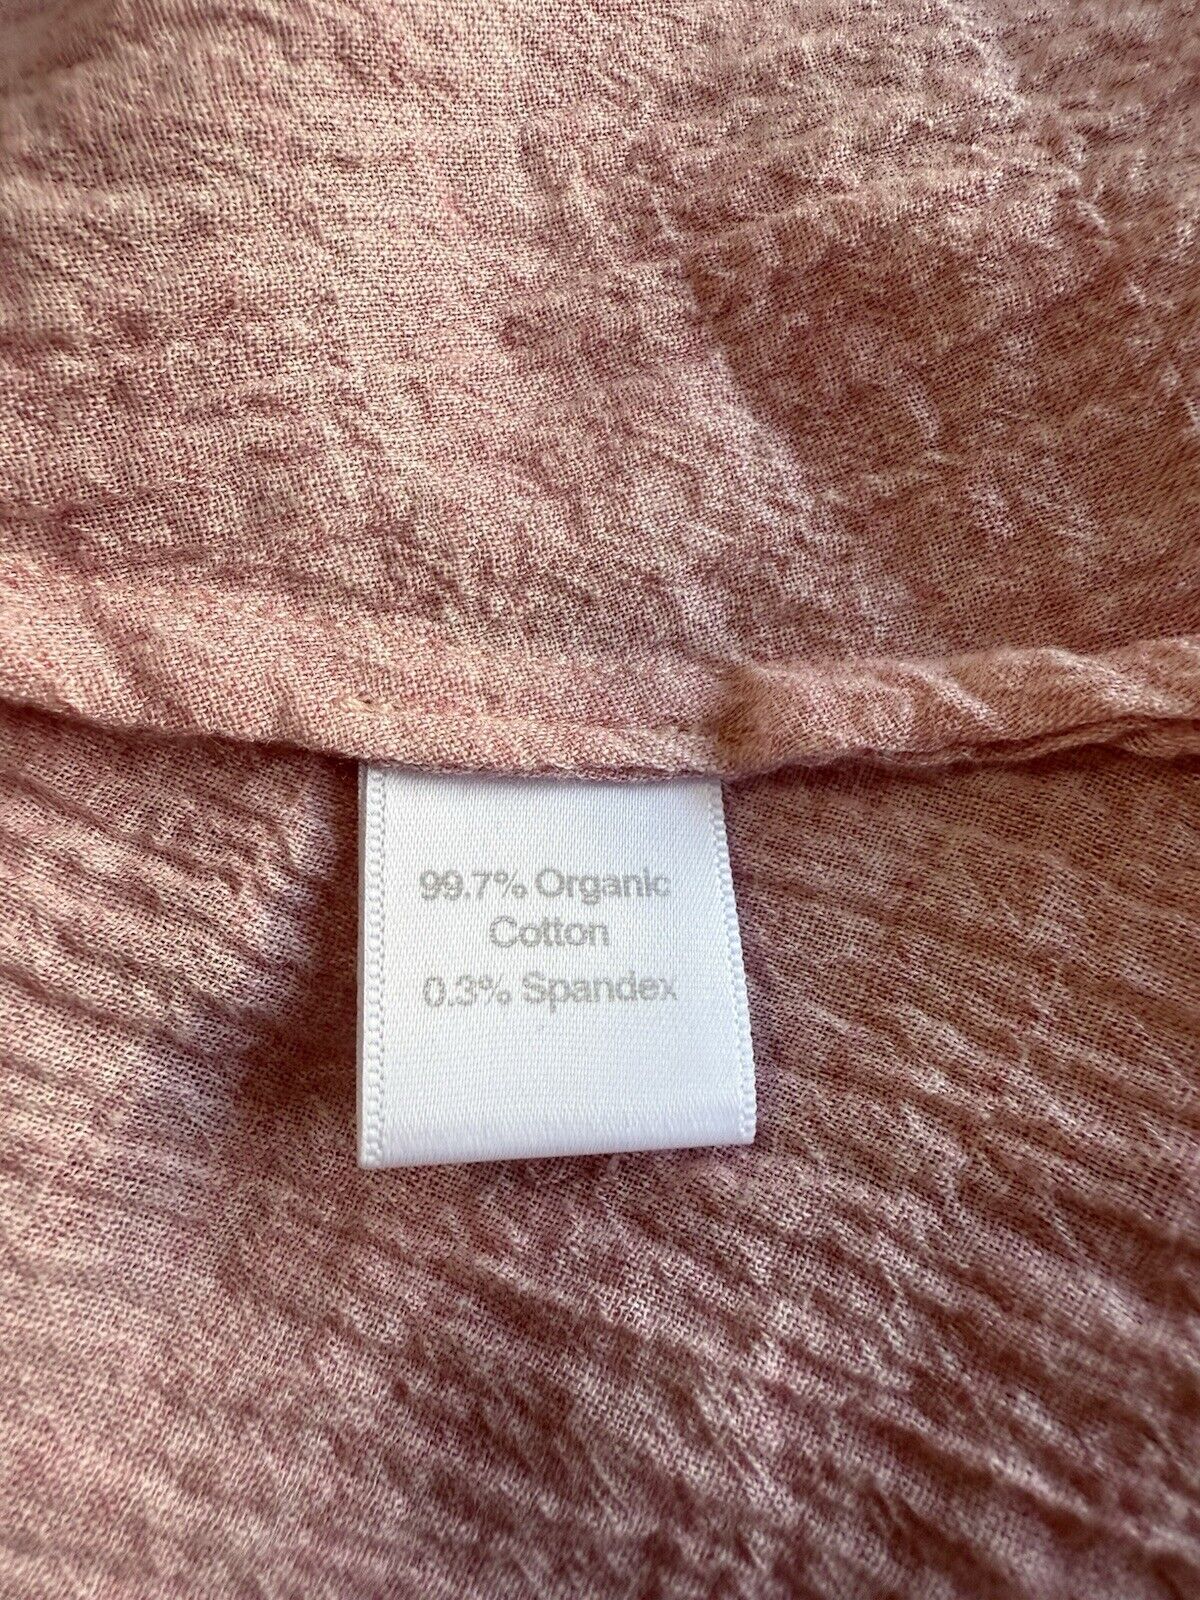 99.7% Organic
Cotton
0.3% Spandex